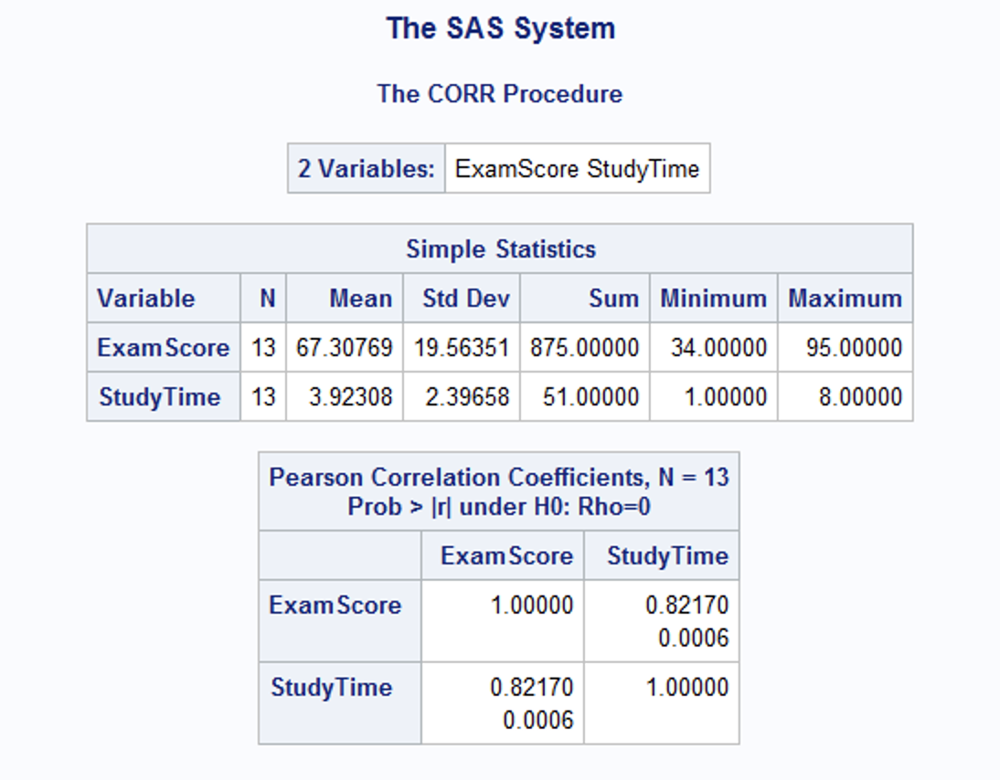 The SAS System
The CORR Procedure
2 Variables: ExamScore StudyTime
Simple Statistics
Variable N Mean Std Dev Sum Minimum Maximum
ExamScore 13 67.30769 19.56351 875.00000 34.00000 95.00000
StudyTime 13 3.92308 2.39658 51.00000 1.00000 8.00000
Pearson Correlation Coefficients, N = 13
Prob > |r| under H0: Rho=0
ExamScore StudyTime
ExamScore 1.00000 0.82170
0.0006
StudyTime 0.82170 1.00000
0.0006